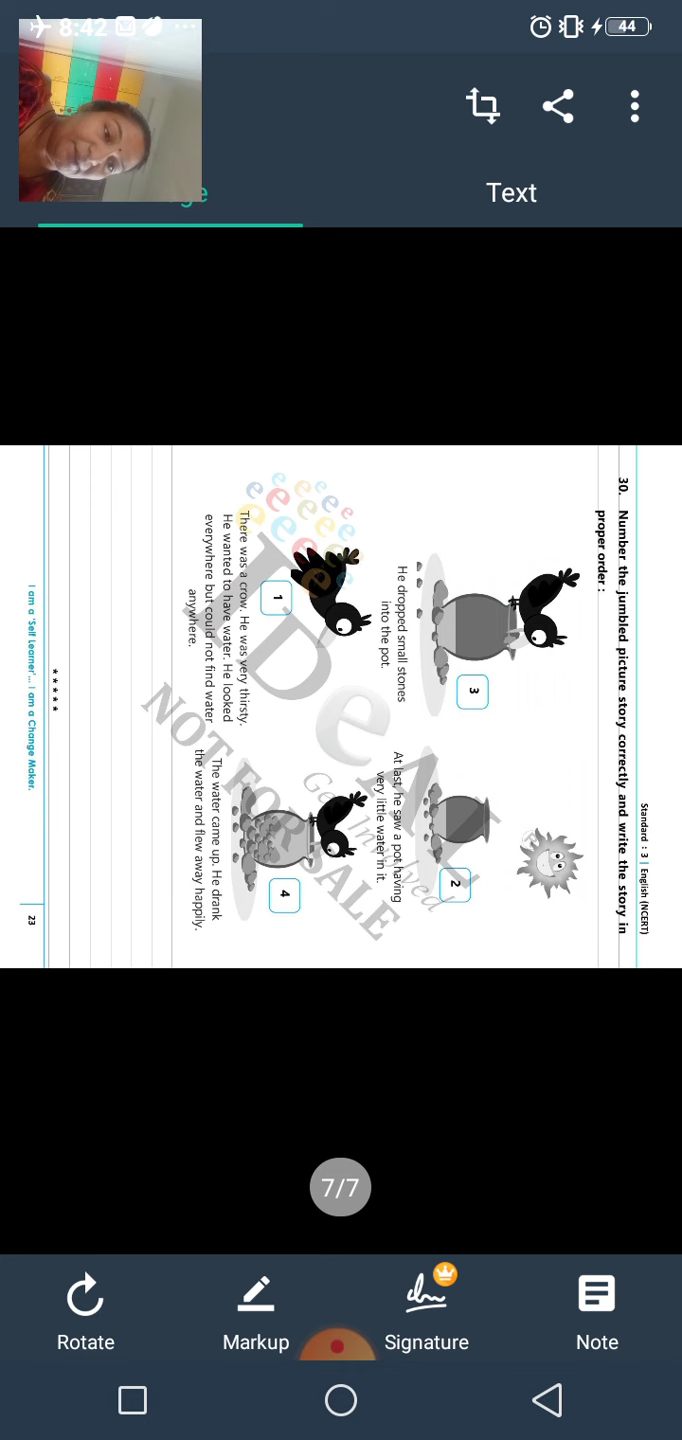 8:42
44
ge
Text
Standard : 3 | English (NCERT)
30. Number the jumbled picture story correctly and write the story in
proper order :
3
He dropped small stones
into the pot.
2
At last, he saw a pot having
very little water in it.
1
There was a crow. He was very thirsty.
He wanted to have water. He looked
everywhere but could not find water
anywhere.
4
The water came up. He drank
the water and flew away happily.
IDeAL
Get Involved
NOT FOR SALE
*****
I am a 'Self Learner'... I am a Change Maker.
23
7/7
Rotate
Markup
Signature
Note